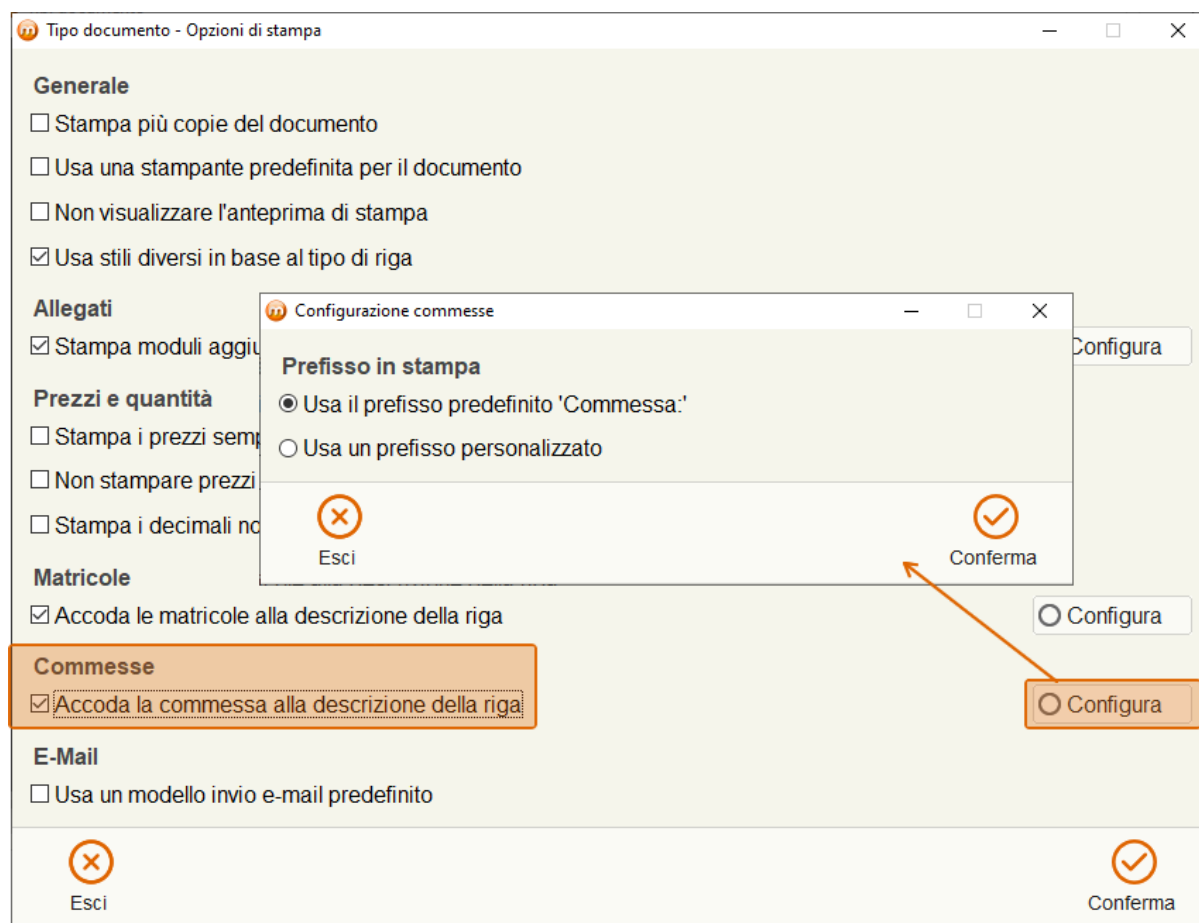 Tipo documento - Opzioni di stampa
Generale
Stampa più copie del documento
Usa una stampante predefinita per il documento
Non visualizzare l'anteprima di stampa
Usa stili diversi in base al tipo di riga
Allegati
Stampa moduli
Configura
Prezzi e quantità
Stampa i prezzi
Non stampare prezzi
Stampa i decimali
Configurazione commesse
Prefisso in stampa
Usa il prefisso predefinito 'Commessa:'
Usa un prefisso personalizzato
Esci
Conferma
Matricole
Accoda le matricole alla descrizione della riga
Configura
Commesse
Accoda la commessa alla descrizione della riga
Configura
E-Mail
Usa un modello invio e-mail predefinito
Esci
Conferma